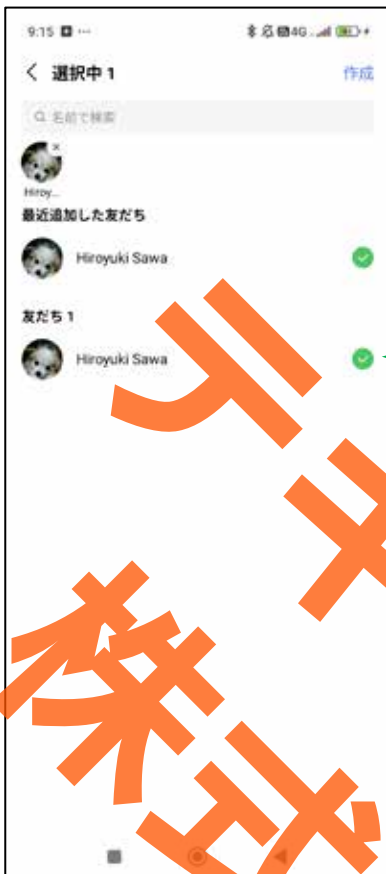 9:15
4G
選択中 1
作成
名前で検索
Hiroy...
最近追加した友だち
Hiroyuki Sawa
友だち 1
Hiroyuki Sawa
テキ
株式